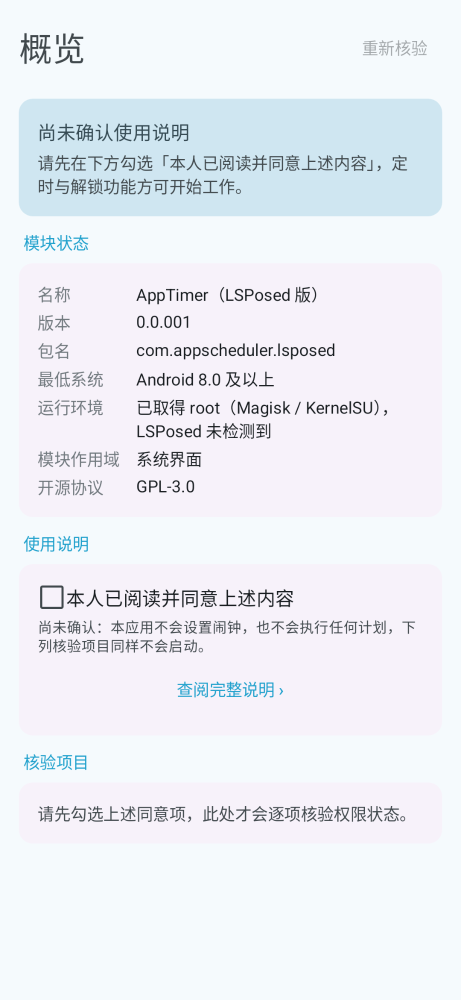 概览
重新核验
尚未确认使用说明
请先在下方勾选「本人已阅读并同意上述内容」，定
时与解锁功能方可开始工作。
模块状态
名称 AppTimer（LSPosed 版）
版本 0.0.001
包名 com.appscheduler.lsposed
最低系统 Android 8.0 及以上
运行环境 已取得 root（Magisk / KernelSU），
LSPosed 未检测到
模块作用域 系统界面
开源协议 GPL-3.0
使用说明
本人已阅读并同意上述内容
尚未确认：本应用不会设置闹钟，也不会执行任何计划，下
列核验项目同样不会启动。
查阅完整说明 ›
核验项目
请先勾选上述同意项，此处才会逐项核验权限状态。